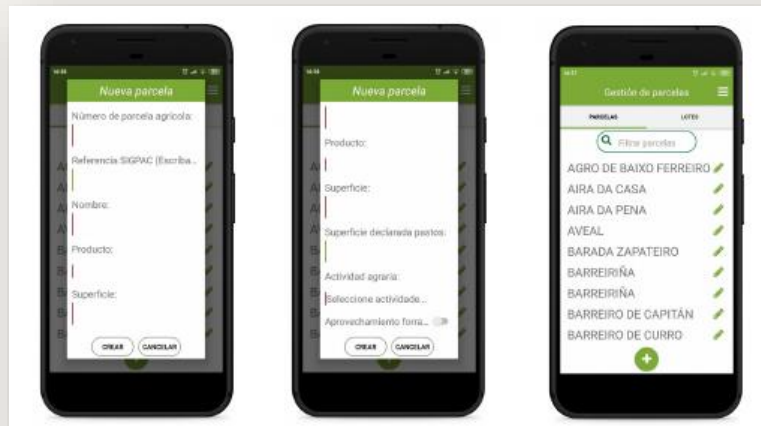 Nueva parcela
Número de parcela agrícola:
Referencia SIGPAC (Escriba...
Nombre:
Producto:
Superficie:
CREAR
CANCELAR
Nueva parcela
Producto:
Superficie:
Superficie declarada pastos:
Actividad agraria:
Seleccione actividade...
Aprovechamiento forra...
CREAR
CANCELAR
Gestión de parcelas
PARCELAS
LOTES
Filtrar parcelas
AGRO DE BAIXO FERREIRO
AIRA DA CASA
AIRA DA PENA
AVEAL
BARADA ZAPATEIRO
BARREIRIÑA
BARREIRIÑA
BARREIRO DE CAPITÁN
BARREIRO DE CURRO